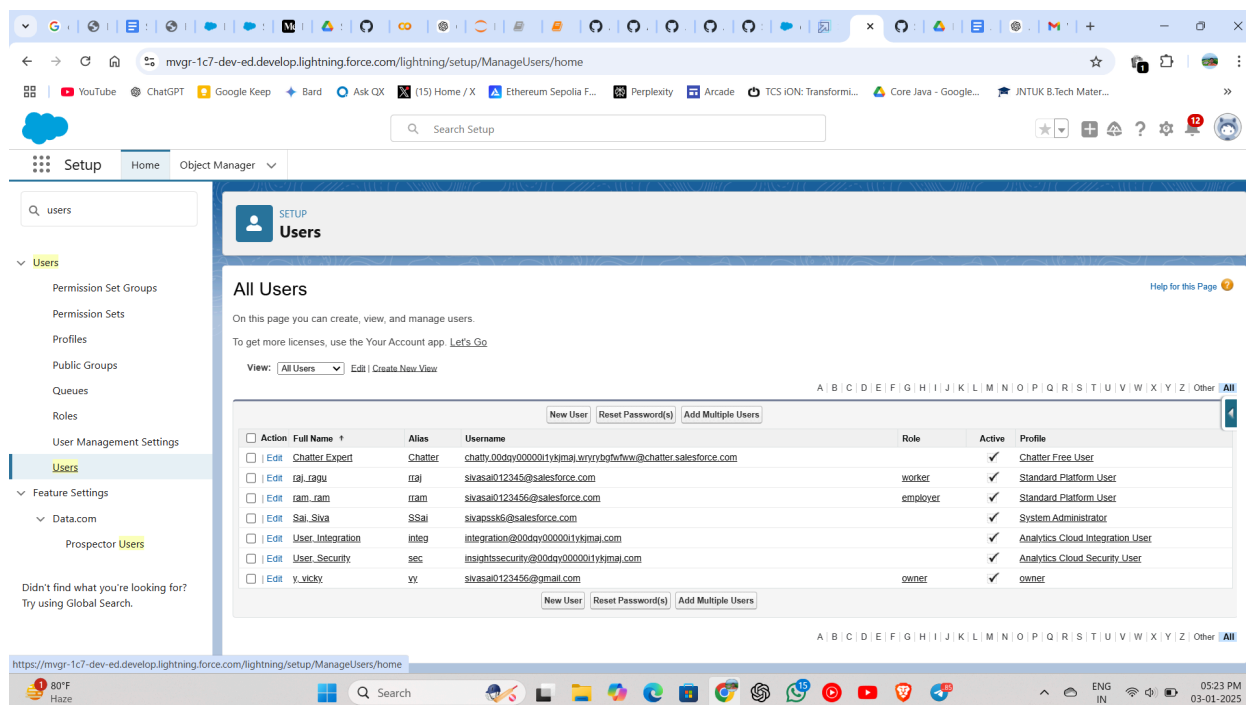 mvgr-1c7-dev-ed.develop.lightning.force.com/lightning/setup/ManageUsers/home
1
YouTube ChatGPT Google Keep Bard Ask QX (15) Home / X Ethereum Sepolia F... Perplexity Arcade TCS iON: Transformi... Core Java - Google... JNTUK B.Tech Mater... »
Search Setup
12
Setup Home Object Manager
users
SETUP
Users
Users
Permission Set Groups
Permission Sets
Profiles
Public Groups
Queues
Roles
User Management Settings
Users
Feature Settings
Data.com
Prospector Users
Didn't find what you're looking for?
Try using Global Search.
All Users
Help for this Page ?
On this page you can create, view, and manage users.
To get more licenses, use the Your Account app. Let's Go
View: All Users Edit | Create New View
A | B | C | D | E | F | G | H | I | J | K | L | M | N | O | P | Q | R | S | T | U | V | W | X | Y | Z | Other All
New User Reset Password(s) Add Multiple Users
Action Full Name ↑ Alias Username Role Active Profile
| Edit Chatter Expert Chatter chatty.00dqy00000i1ykjmaj.wryrybgfwfww@chatter.salesforce.com Chatter Free User
| Edit raj, ragu rraj sivasai012345@salesforce.com worker Standard Platform User
| Edit ram, ram rram sivasai0123456@salesforce.com employer Standard Platform User
| Edit Sai, Siva SSai sivapssk6@salesforce.com System Administrator
| Edit User, Integration integ integration@00dqy00000i1ykjmaj.com Analytics Cloud Integration User
| Edit User, Security sec insightssecurity@00dqy00000i1ykjmaj.com Analytics Cloud Security User
| Edit y, vicky vy sivasai0123456@gmail.com owner owner
New User Reset Password(s) Add Multiple Users
A | B | C | D | E | F | G | H | I | J | K | L | M | N | O | P | Q | R | S | T | U | V | W | X | Y | Z | Other All
https://mvgr-1c7-dev-ed.develop.lightning.force.com/lightning/setup/ManageUsers/home
1 80°F
Haze
Search
15
ENG
IN
05:23 PM
03-01-2025